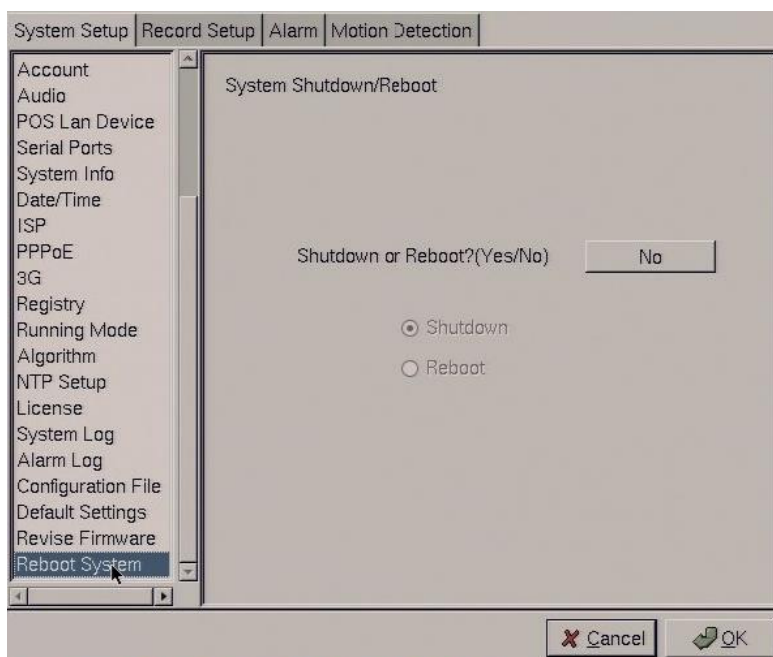 System Setup Record Setup Alarm Motion Detection
Account
Audio
POS Lan Device
Serial Ports
System Info
Date/Time
ISP
PPPoE
3G
Registry
Running Mode
Algorithm
NTP Setup
License
System Log
Alarm Log
Configuration File
Default Settings
Revise Firmware
Reboot System
System Shutdown/Reboot
Shutdown or Reboot?(Yes/No) No
Shutdown
Reboot
Cancel OK